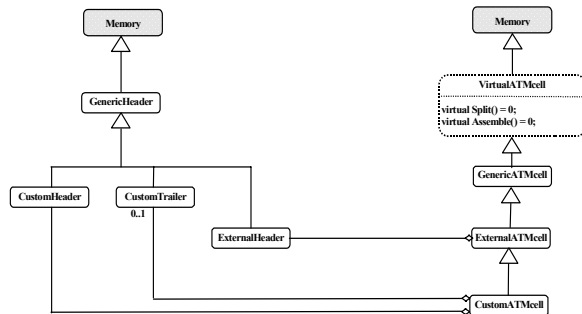 Memory
Memory
VirtualATMcell
virtual Split() = 0;
virtual Assemble() = 0;
GenericHeader
GenericATMcell
CustomHeader
CustomTrailer
0..1
ExternalHeader
ExternalATMcell
CustomATMcell